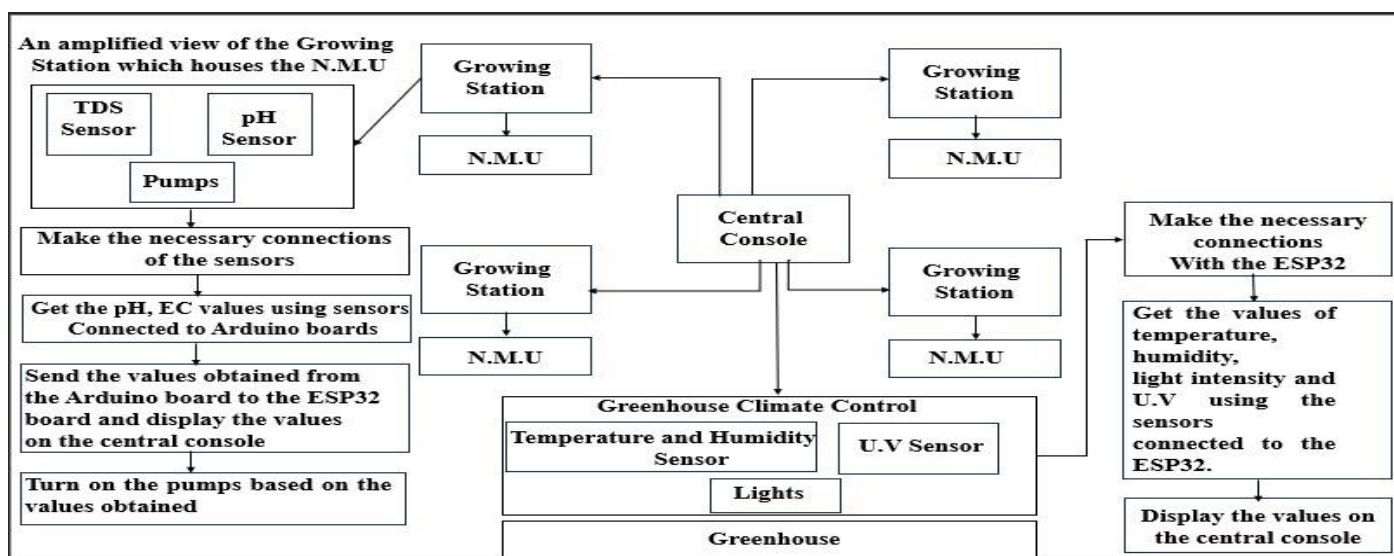 An amplified view of the Growing
Station which houses the N.M.U
TDS
Sensor
pH
Sensor
Pumps
Make the necessary connections
of the sensors
Get the pH, EC values using sensors
Connected to Arduino boards
Send the values obtained from
the Arduino board to the ESP32
board and display the values
on the central console
Turn on the pumps based on the
values obtained
Growing
Station
N.M.U
Growing
Station
N.M.U
Central
Console
Growing
Station
N.M.U
Growing
Station
N.M.U
Greenhouse Climate Control
Temperature and Humidity
Sensor
U.V Sensor
Lights
Greenhouse
Make the necessary
connections
With the ESP32
Get the values of
temperature,
humidity,
light intensity and
U.V using the
sensors
connected to the
ESP32.
Display the values on
the central console